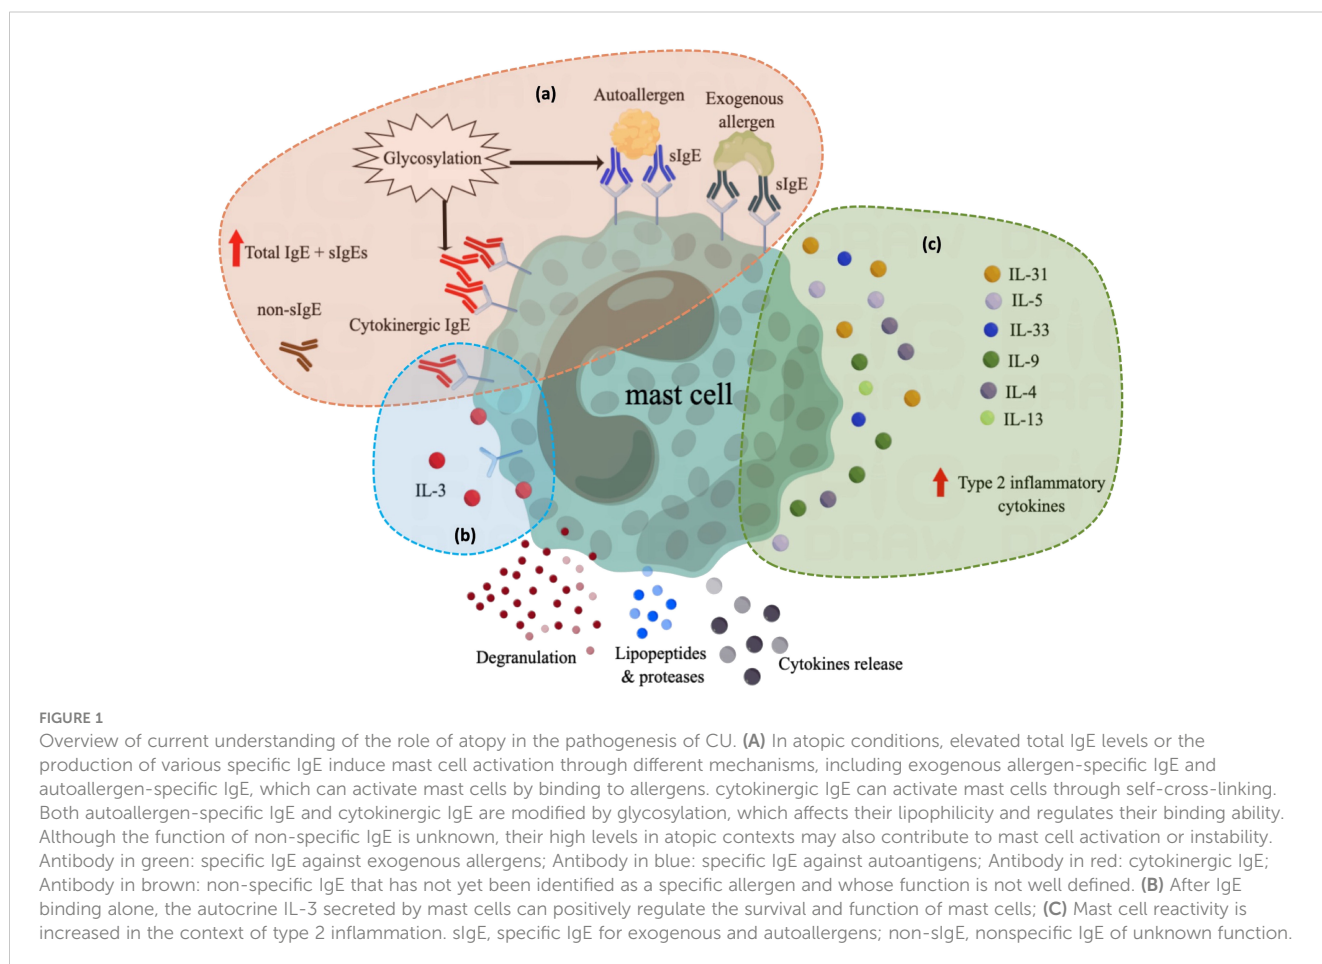 (a)
Autoallergen
Exogenous
allergen
Glycosylation
sIgE
sIgE
Total IgE + sIgEs
non-sIgE
Cytokinergic IgE
(c)
IL-31
IL-5
IL-33
IL-9
IL-4
IL-13
mast cell
IL-3
(b)
Type 2 inflammatory
cytokines
Degranulation
Lipopeptides
& proteases
Cytokines release
FIGURE 1
Overview of current understanding of the role of atopy in the pathogenesis of CU. (A) In atopic conditions, elevated total IgE levels or the
production of various specific IgE induce mast cell activation through different mechanisms, including exogenous allergen-specific IgE and
autoallergen-specific IgE, which can activate mast cells by binding to allergens. cytokinergic IgE can activate mast cells through self-cross-linking.
Both autoallergen-specific IgE and cytokinergic IgE are modified by glycosylation, which affects their lipophilicity and regulates their binding ability.
Although the function of non-specific IgE is unknown, their high levels in atopic contexts may also contribute to mast cell activation or instability.
Antibody in green: specific IgE against exogenous allergens; Antibody in blue: specific IgE against autoantigens; Antibody in red: cytokinergic IgE;
Antibody in brown: non-specific IgE that has not yet been identified as a specific allergen and whose function is not well defined. (B) After IgE
binding alone, the autocrine IL-3 secreted by mast cells can positively regulate the survival and function of mast cells; (C) Mast cell reactivity is
increased in the context of type 2 inflammation. sIgE, specific IgE for exogenous and autoallergens; non-sIgE, nonspecific IgE of unknown function.